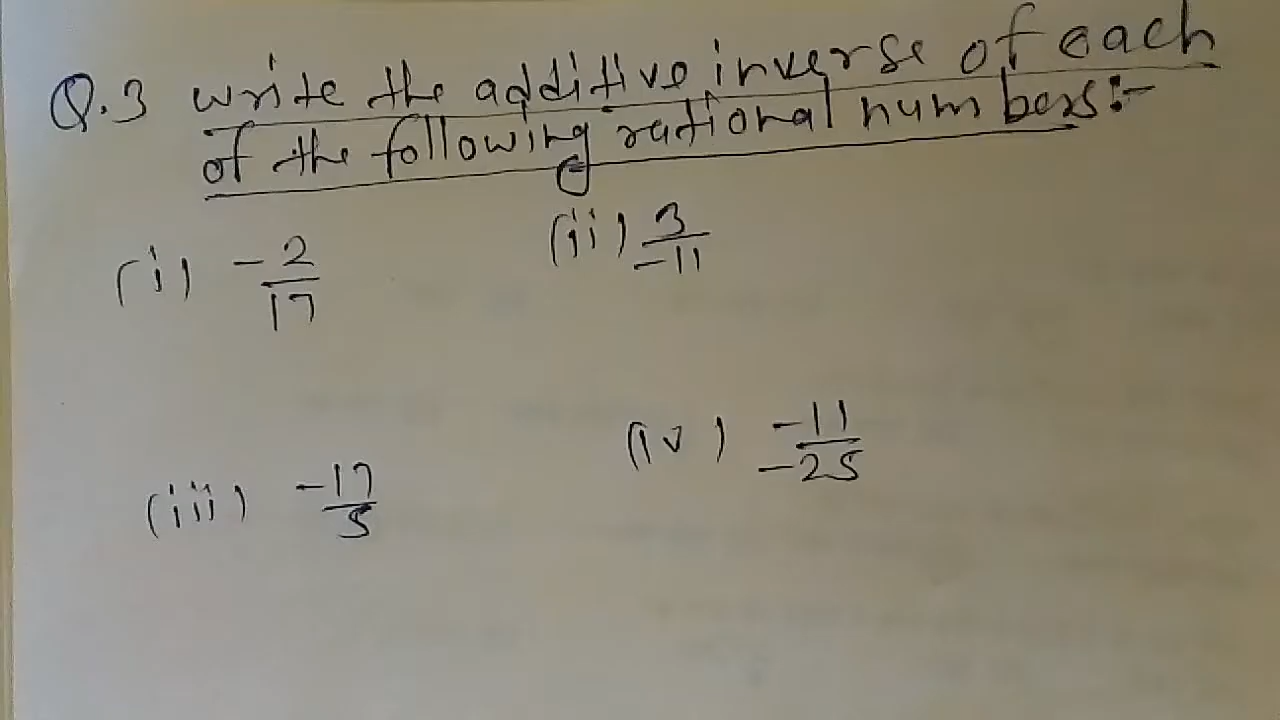 Q.3 Write the additive inverse of each
of the following rational numbers:-
(i) -2/17
(ii) 3/-11
(iii) -17/5
(iv) -11/-25